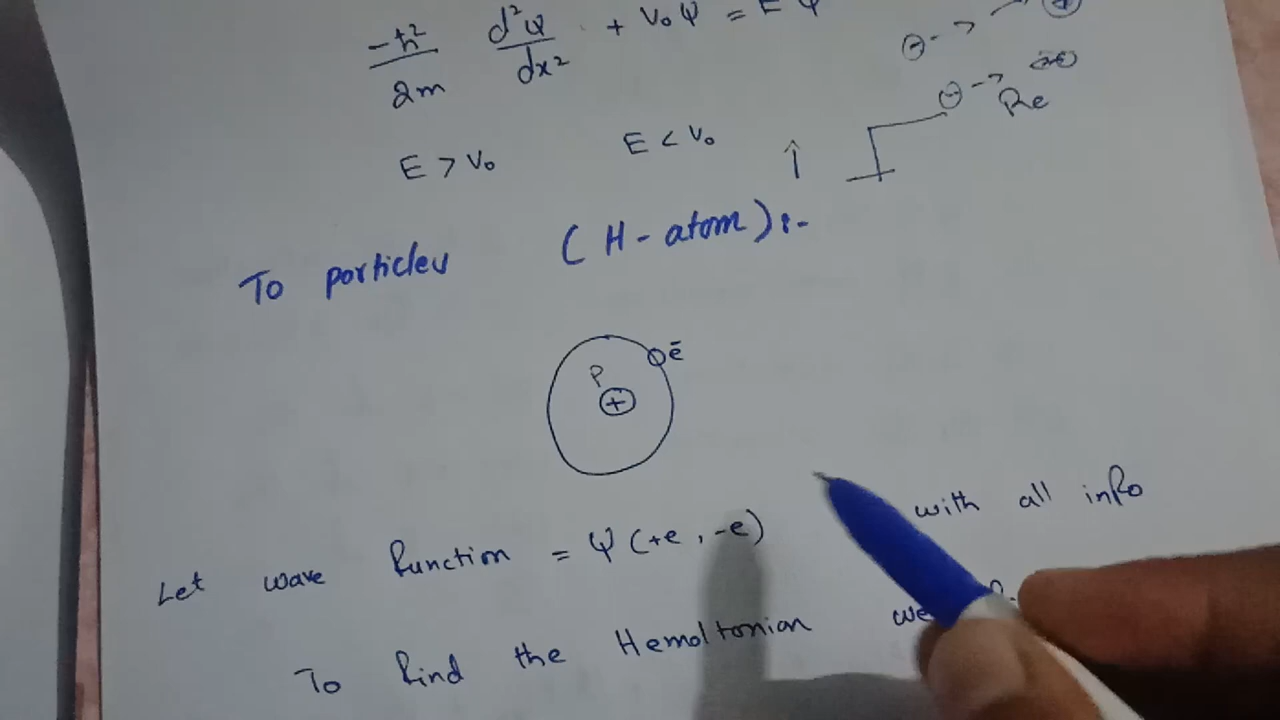 -ħ² / 2m d²ψ / dx² + V₀ψ = Eψ
⊖ → +
⊖ →
Re
E > V₀ E < V₀
To particles (H-atom):-
P
+
ē
Let wave function = ψ (+e, -e) with all info
To find the Hemoltonian we